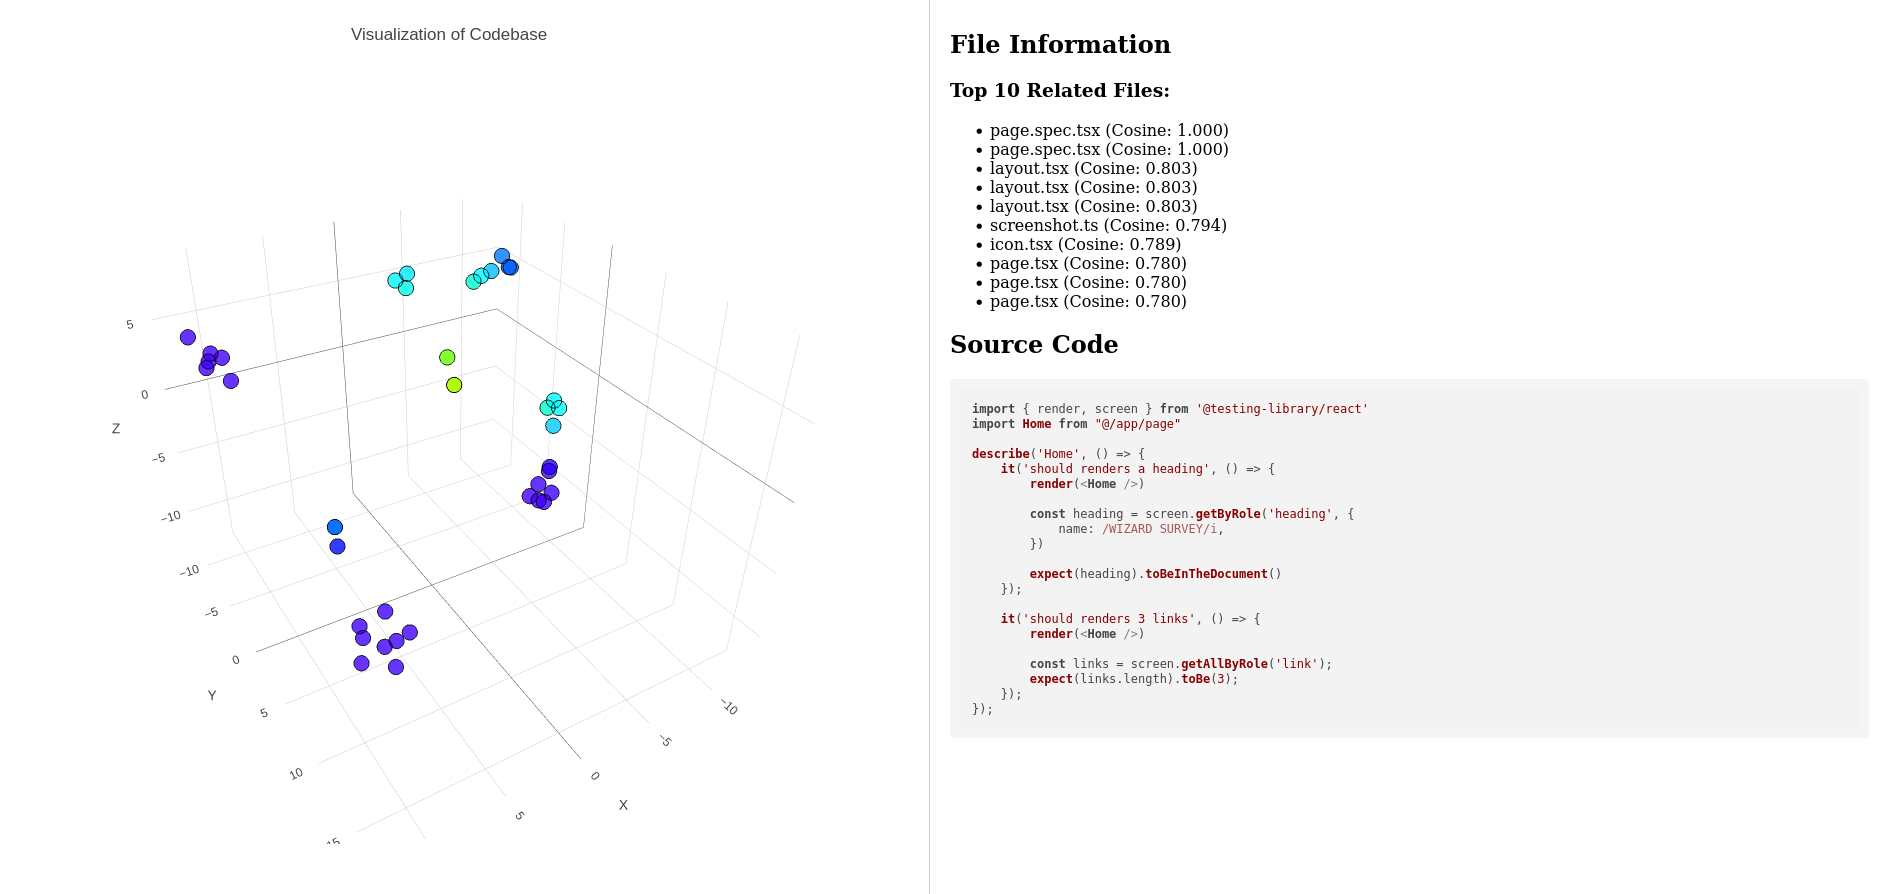 Visualization of Codebase
5
0
Z
−5
−10
−10
−5
0
Y
5
10
15
−10
−5
0
X
5
File Information
Top 10 Related Files:
• page.spec.tsx (Cosine: 1.000)
• page.spec.tsx (Cosine: 1.000)
• layout.tsx (Cosine: 0.803)
• layout.tsx (Cosine: 0.803)
• layout.tsx (Cosine: 0.803)
• screenshot.ts (Cosine: 0.794)
• icon.tsx (Cosine: 0.789)
• page.tsx (Cosine: 0.780)
• page.tsx (Cosine: 0.780)
• page.tsx (Cosine: 0.780)
Source Code
import { render, screen } from '@testing-library/react'
import Home from "@/app/page"
describe('Home', () => {
    it('should renders a heading', () => {
        render(<Home />)
        const heading = screen.getByRole('heading', {
            name: /WIZARD SURVEY/i,
        })
        expect(heading).toBeInTheDocument()
    });
    it('should renders 3 links', () => {
        render(<Home />)
        const links = screen.getAllByRole('link');
        expect(links.length).toBe(3);
    });
});